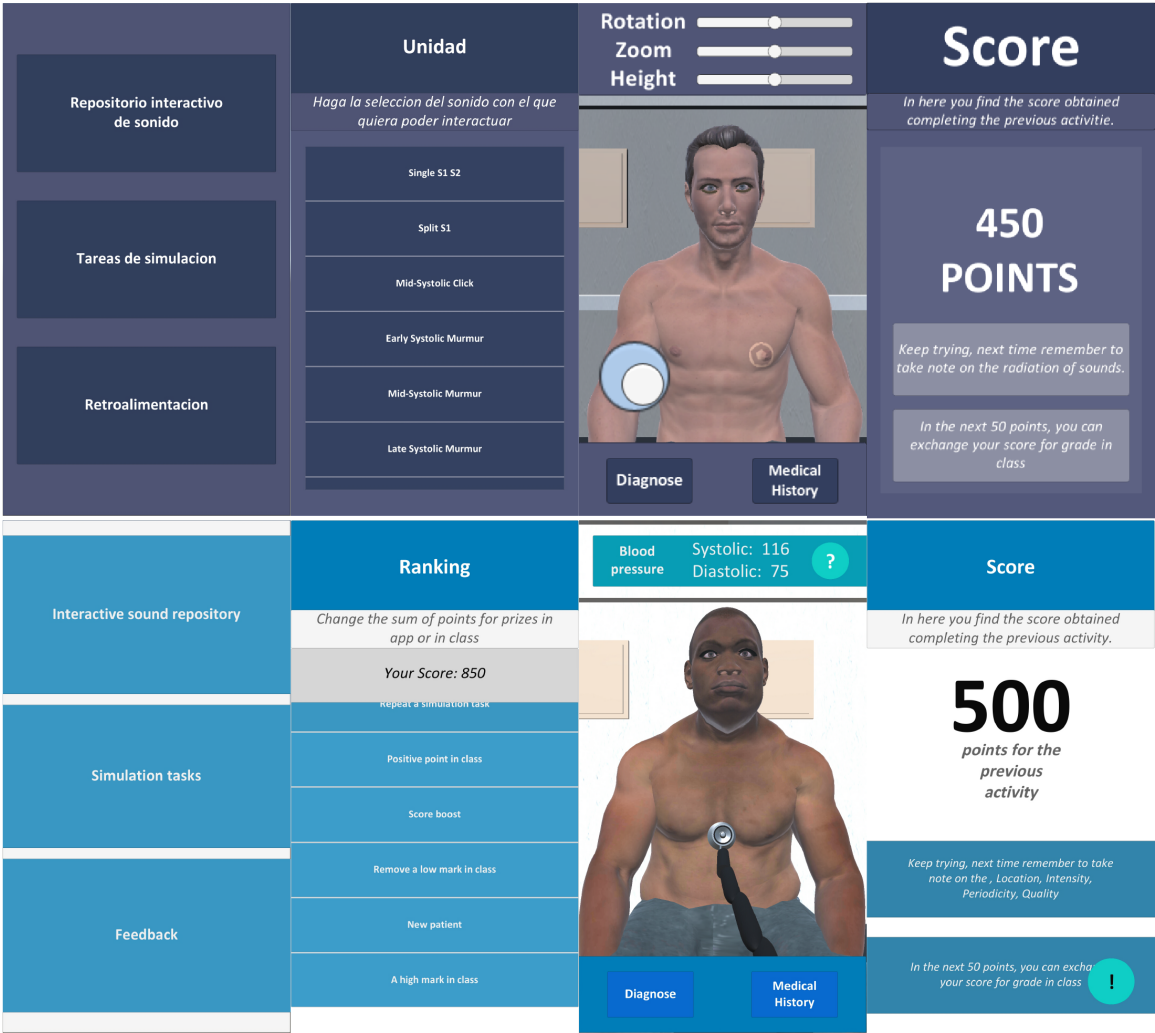 Repositorio interactivo
de sonido
Tareas de simulacion
Retroalimentacion
Unidad
Haga la seleccion del sonido con el que
quiera poder interactuar
Single S1 S2
Split S1
Mid-Systolic Click
Early Systolic Murmur
Mid-Systolic Murmur
Late Systolic Murmur
Rotation
Zoom
Height
Diagnose
Medical
History
Score
In here you find the score obtained
completing the previous activitie.
450
POINTS
Keep trying, next time remember to
take note on the radiation of sounds.
In the next 50 points, you can
exchange your score for grade in
class
Interactive sound repository
Simulation tasks
Feedback
Ranking
Change the sum of points for prizes in
app or in class
Your Score: 850
Repeat a simulation task
Positive point in class
Score boost
Remove a low mark in class
New patient
A high mark in class
Blood
pressure
Systolic: 116
Diastolic: 75
?
Diagnose
Medical
History
Score
In here you find the score obtained
completing the previous activity.
500
points for the
previous
activity
Keep trying, next time remember to take
note on the , Location, Intensity,
Periodicity, Quality
In the next 50 points, you can excha
your score for grade in class
!